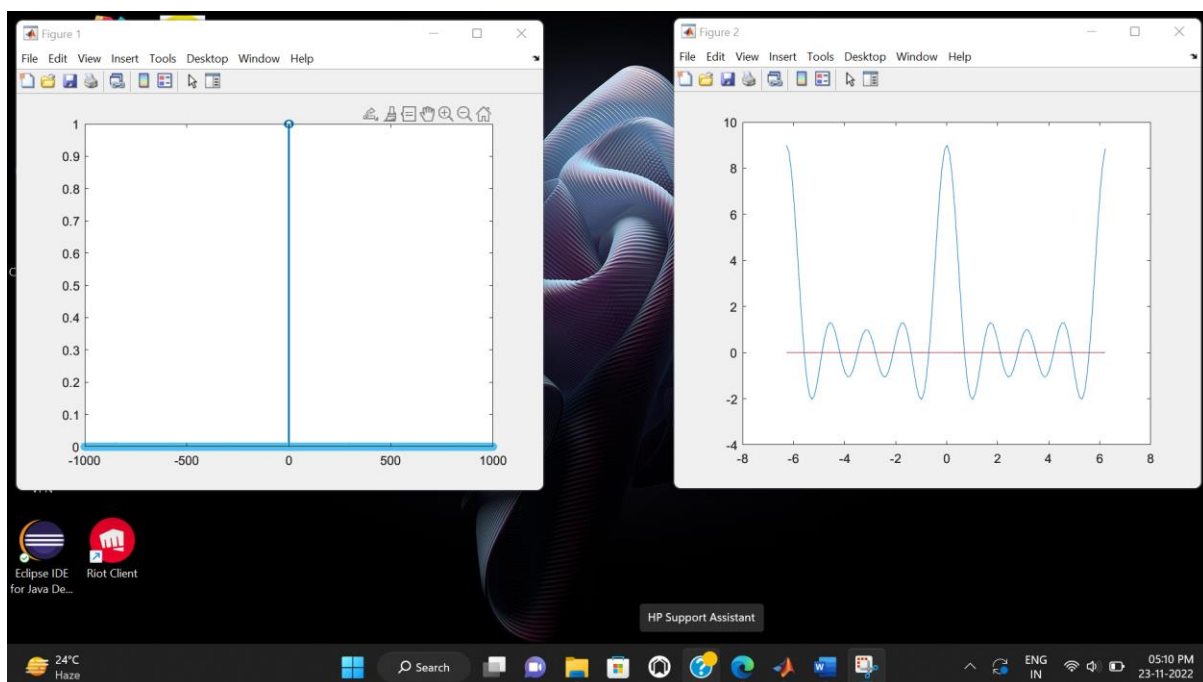 Figure 1
File Edit View Insert Tools Desktop Window Help
1
0.9
0.8
0.7
0.6
0.5
0.4
0.3
0.2
0.1
0
-1000 -500 0 500 1000
Figure 2
File Edit View Insert Tools Desktop Window Help
10
8
6
4
2
0
-2
-4
-8 -6 -4 -2 0 2 4 6 8
Eclipse IDE
for Java De...
Riot Client
HP Support Assistant
24°C
Haze
Search
ENG
IN
05:10 PM
23-11-2022